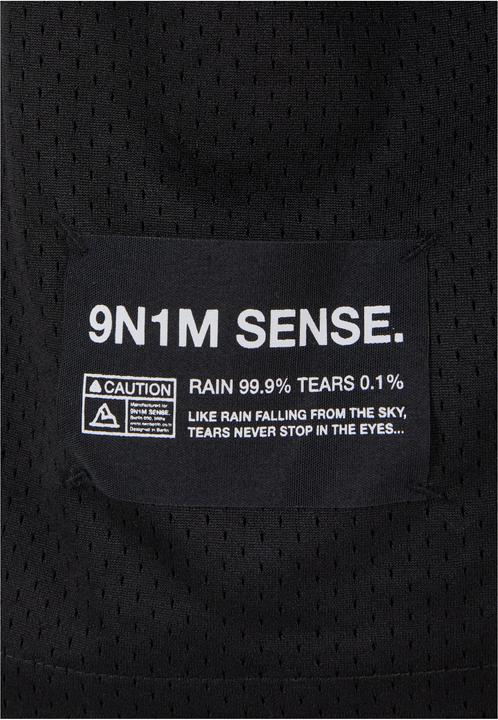 9N1M SENSE.
CAUTION
RAIN 99.9% TEARS 0.1%
Manufactured for
9N1M SENSE.
Designed in Berlin
LIKE RAIN FALLING FROM THE SKY,
TEARS NEVER STOP IN THE EYES...